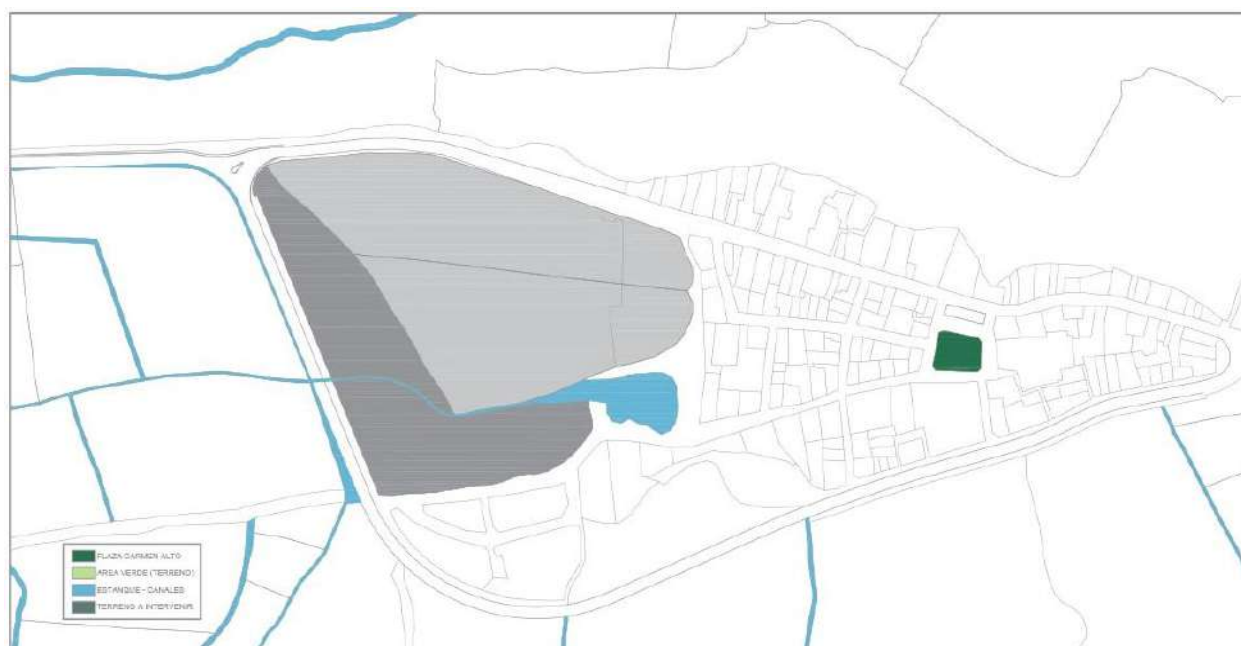 PLAZA CARMEN ALTO
AREA VERDE (TERRENO)
ESTANQUE - CANALES
TERRENO A INTERVENIR